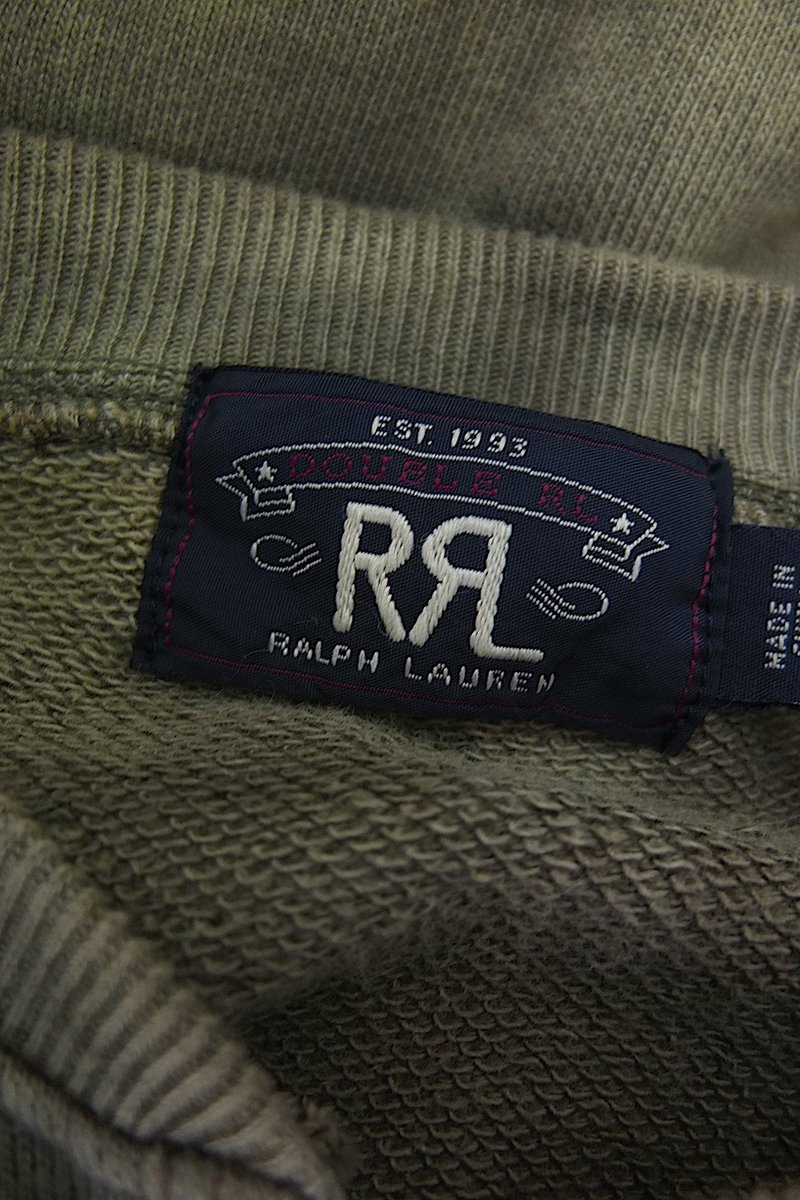 EST. 1993
DOUBLE RL
RRL
RALPH LAUREN
MADE IN